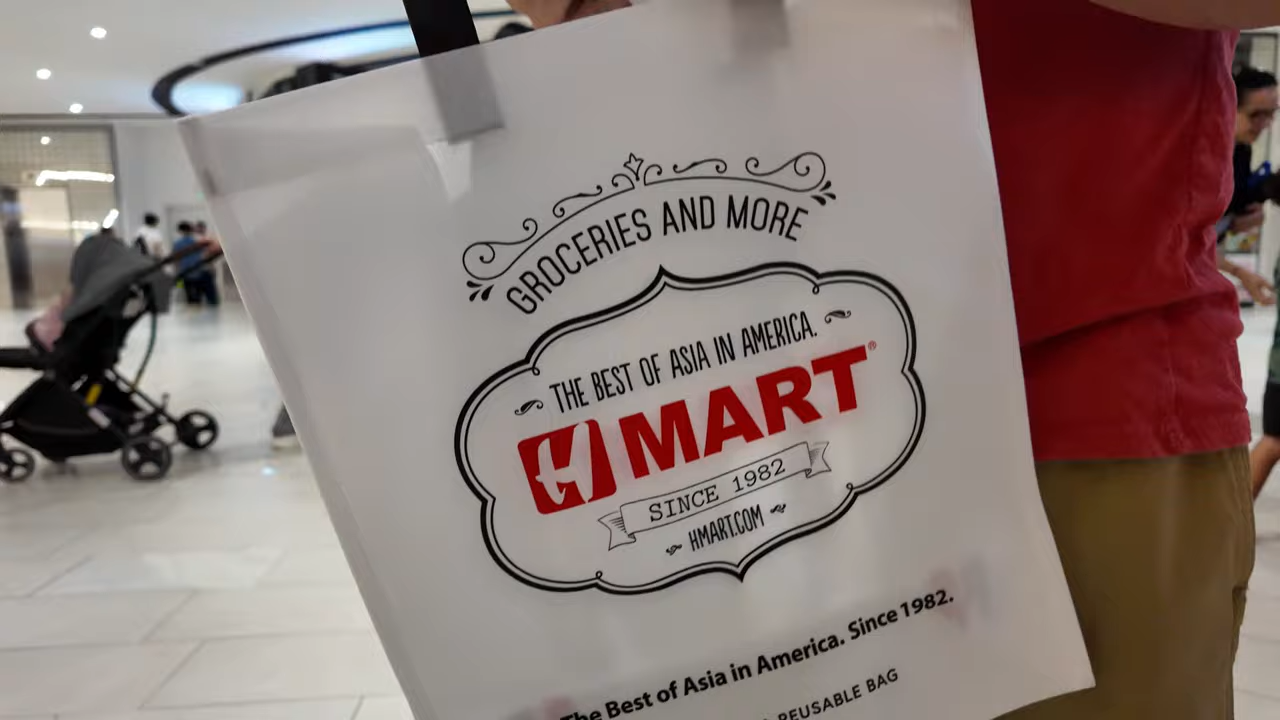 GROCERIES AND MORE
THE BEST OF ASIA IN AMERICA.
H MART®
SINCE 1982
HMART.COM
The Best of Asia in America. Since 1982.
REUSABLE BAG